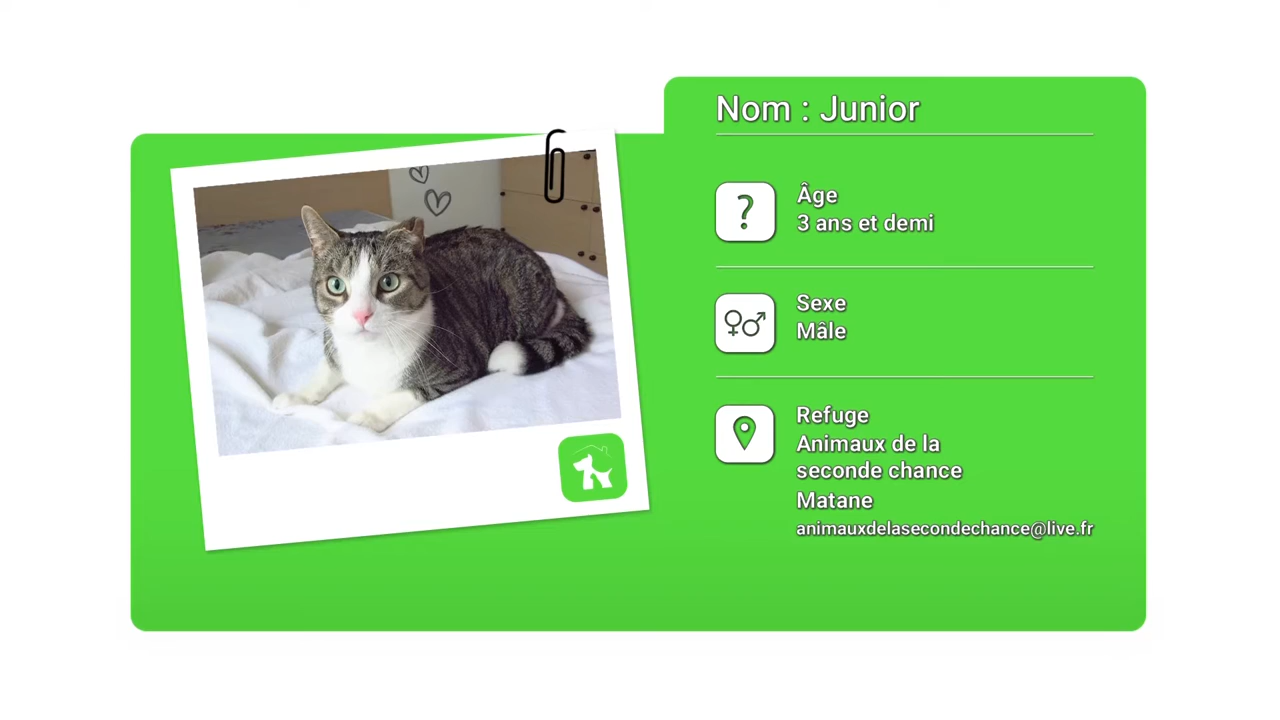 Nom : Junior
Âge
3 ans et demi
Sexe
Mâle
Refuge
Animaux de la
seconde chance
Matane
animauxdelasecondechance@live.fr